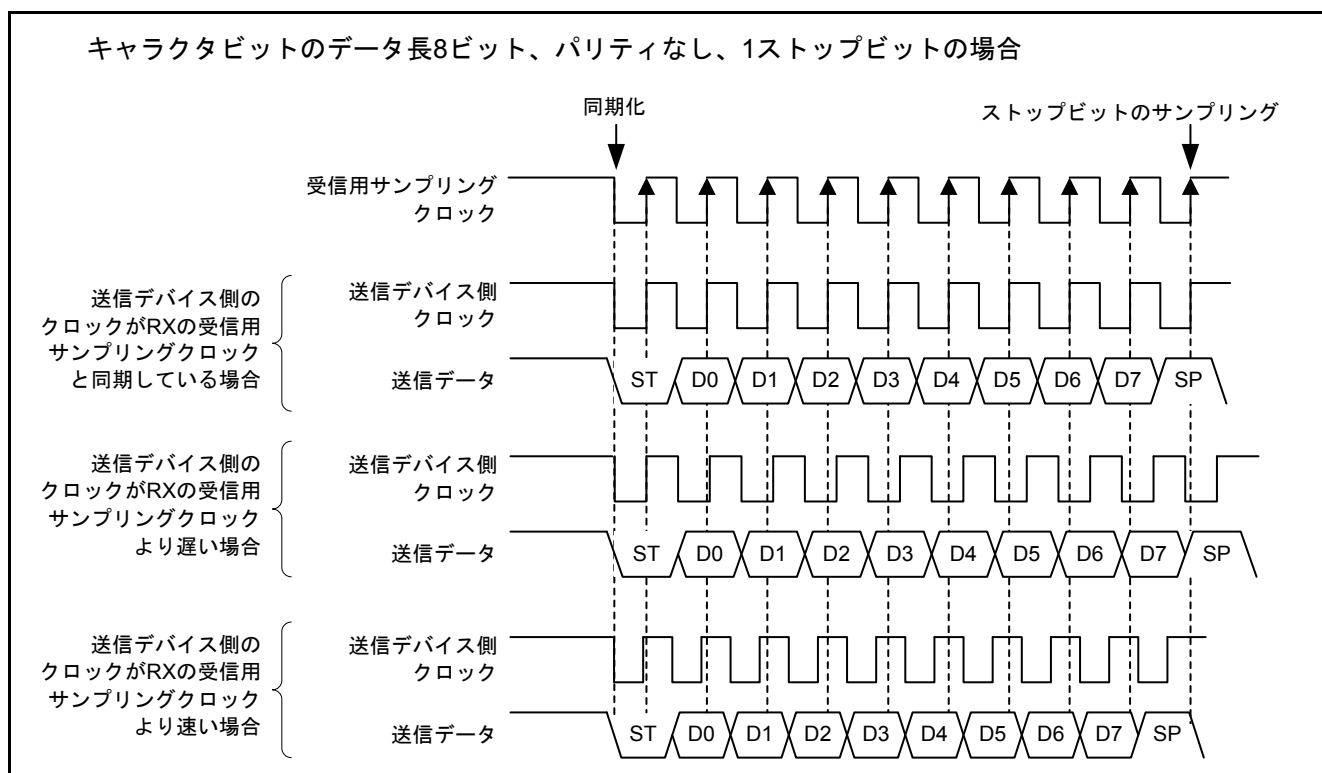 キャラクタビットのデータ長8ビット、パリティなし、1ストップビットの場合
同期化
ストップビットのサンプリング
受信用サンプリング
クロック
送信デバイス側の
クロックがRXの受信用
サンプリングクロック
と同期している場合
送信デバイス側
クロック
送信データ
ST D0 D1 D2 D3 D4 D5 D6 D7 SP
送信デバイス側の
クロックがRXの受信用
サンプリングクロック
より遅い場合
送信デバイス側
クロック
送信データ
ST D0 D1 D2 D3 D4 D5 D6 D7 SP
送信デバイス側の
クロックがRXの受信用
サンプリングクロック
より速い場合
送信デバイス側
クロック
送信データ
ST D0 D1 D2 D3 D4 D5 D6 D7 SP